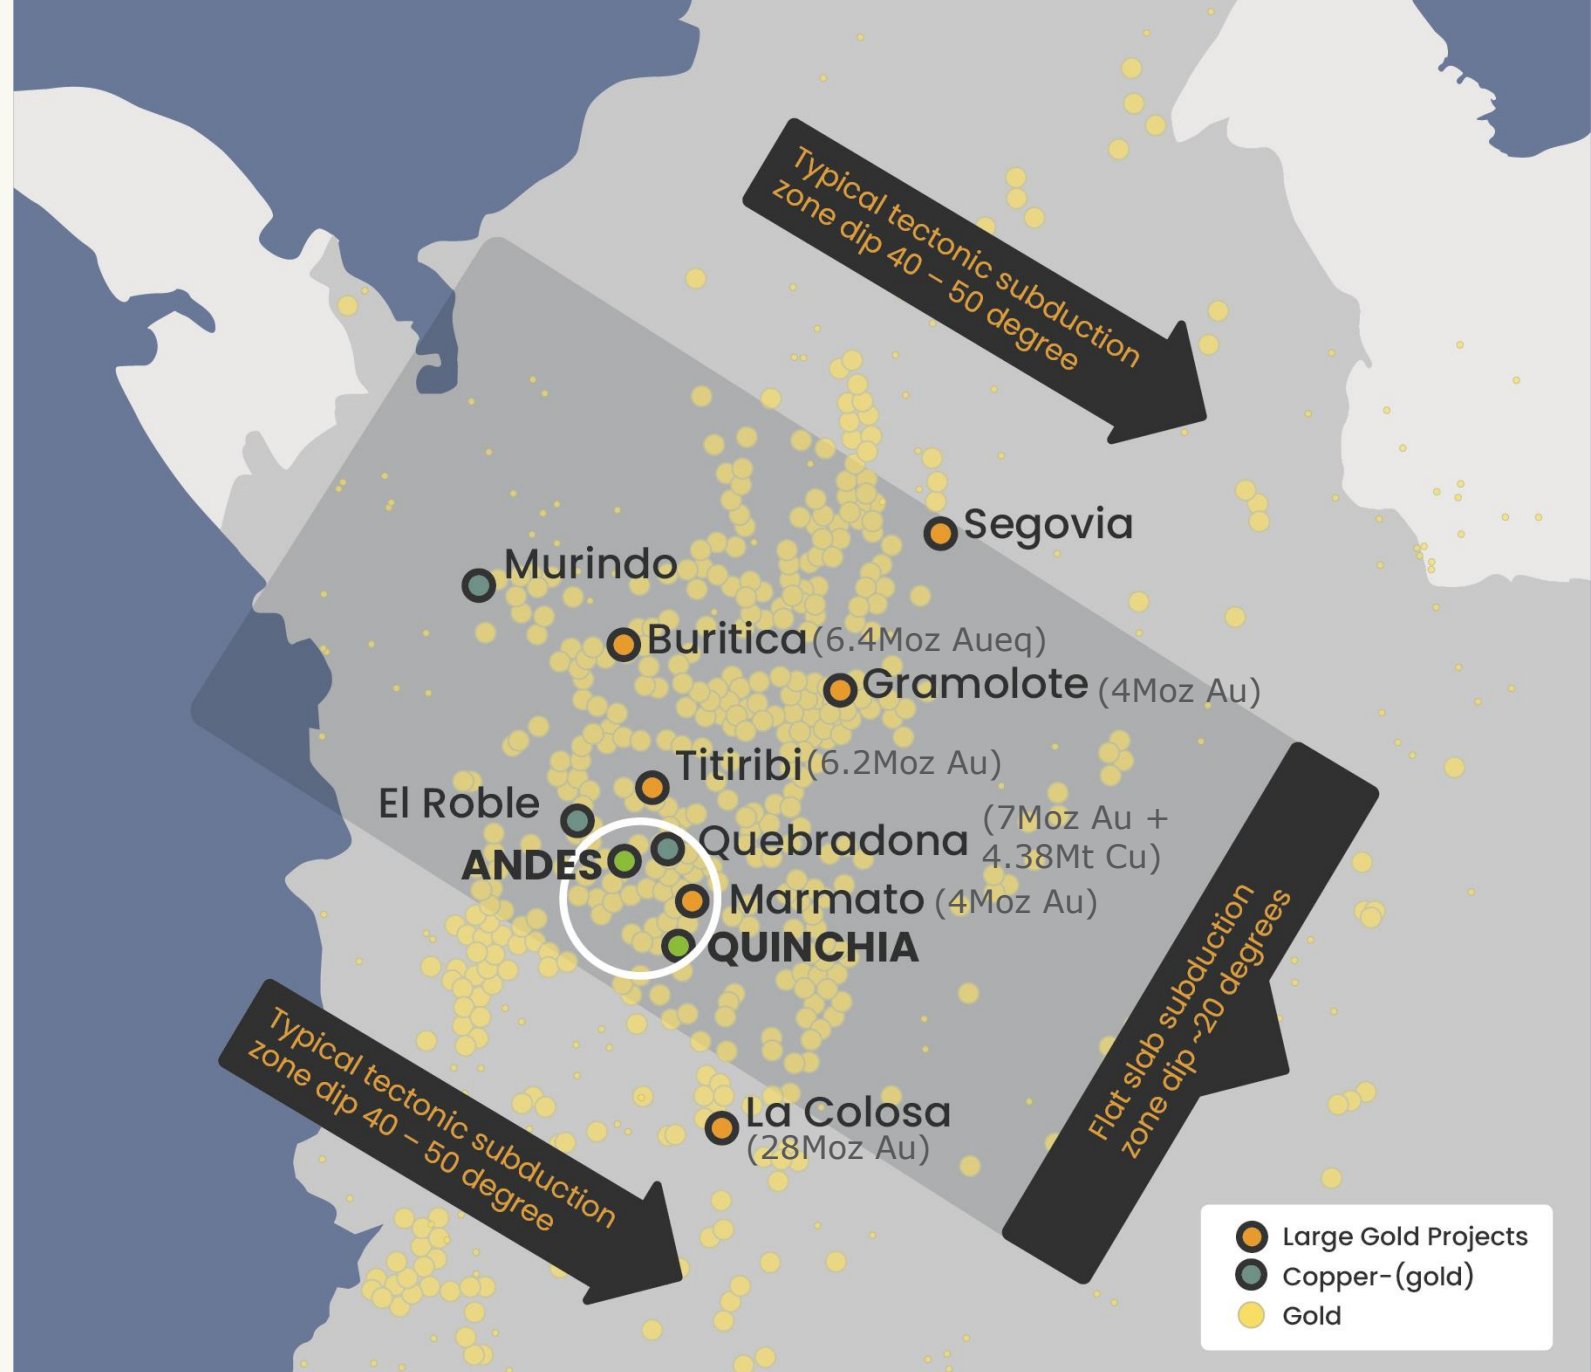 Typical tectonic subduction
zone dip 40 – 50 degree
Segovia
Murindo
Buritica (6.4Moz Aueq)
Gramolote (4Moz Au)
Titiribi (6.2Moz Au)
El Roble
Quebradona (7Moz Au +
4.38Mt Cu)
ANDES
Marmato (4Moz Au)
QUINCHIA
Flat slab subduction
zone dip ~20 degrees
Typical tectonic subduction
zone dip 40 – 50 degree
La Colosa
(28Moz Au)
Large Gold Projects
Copper-(gold)
Gold